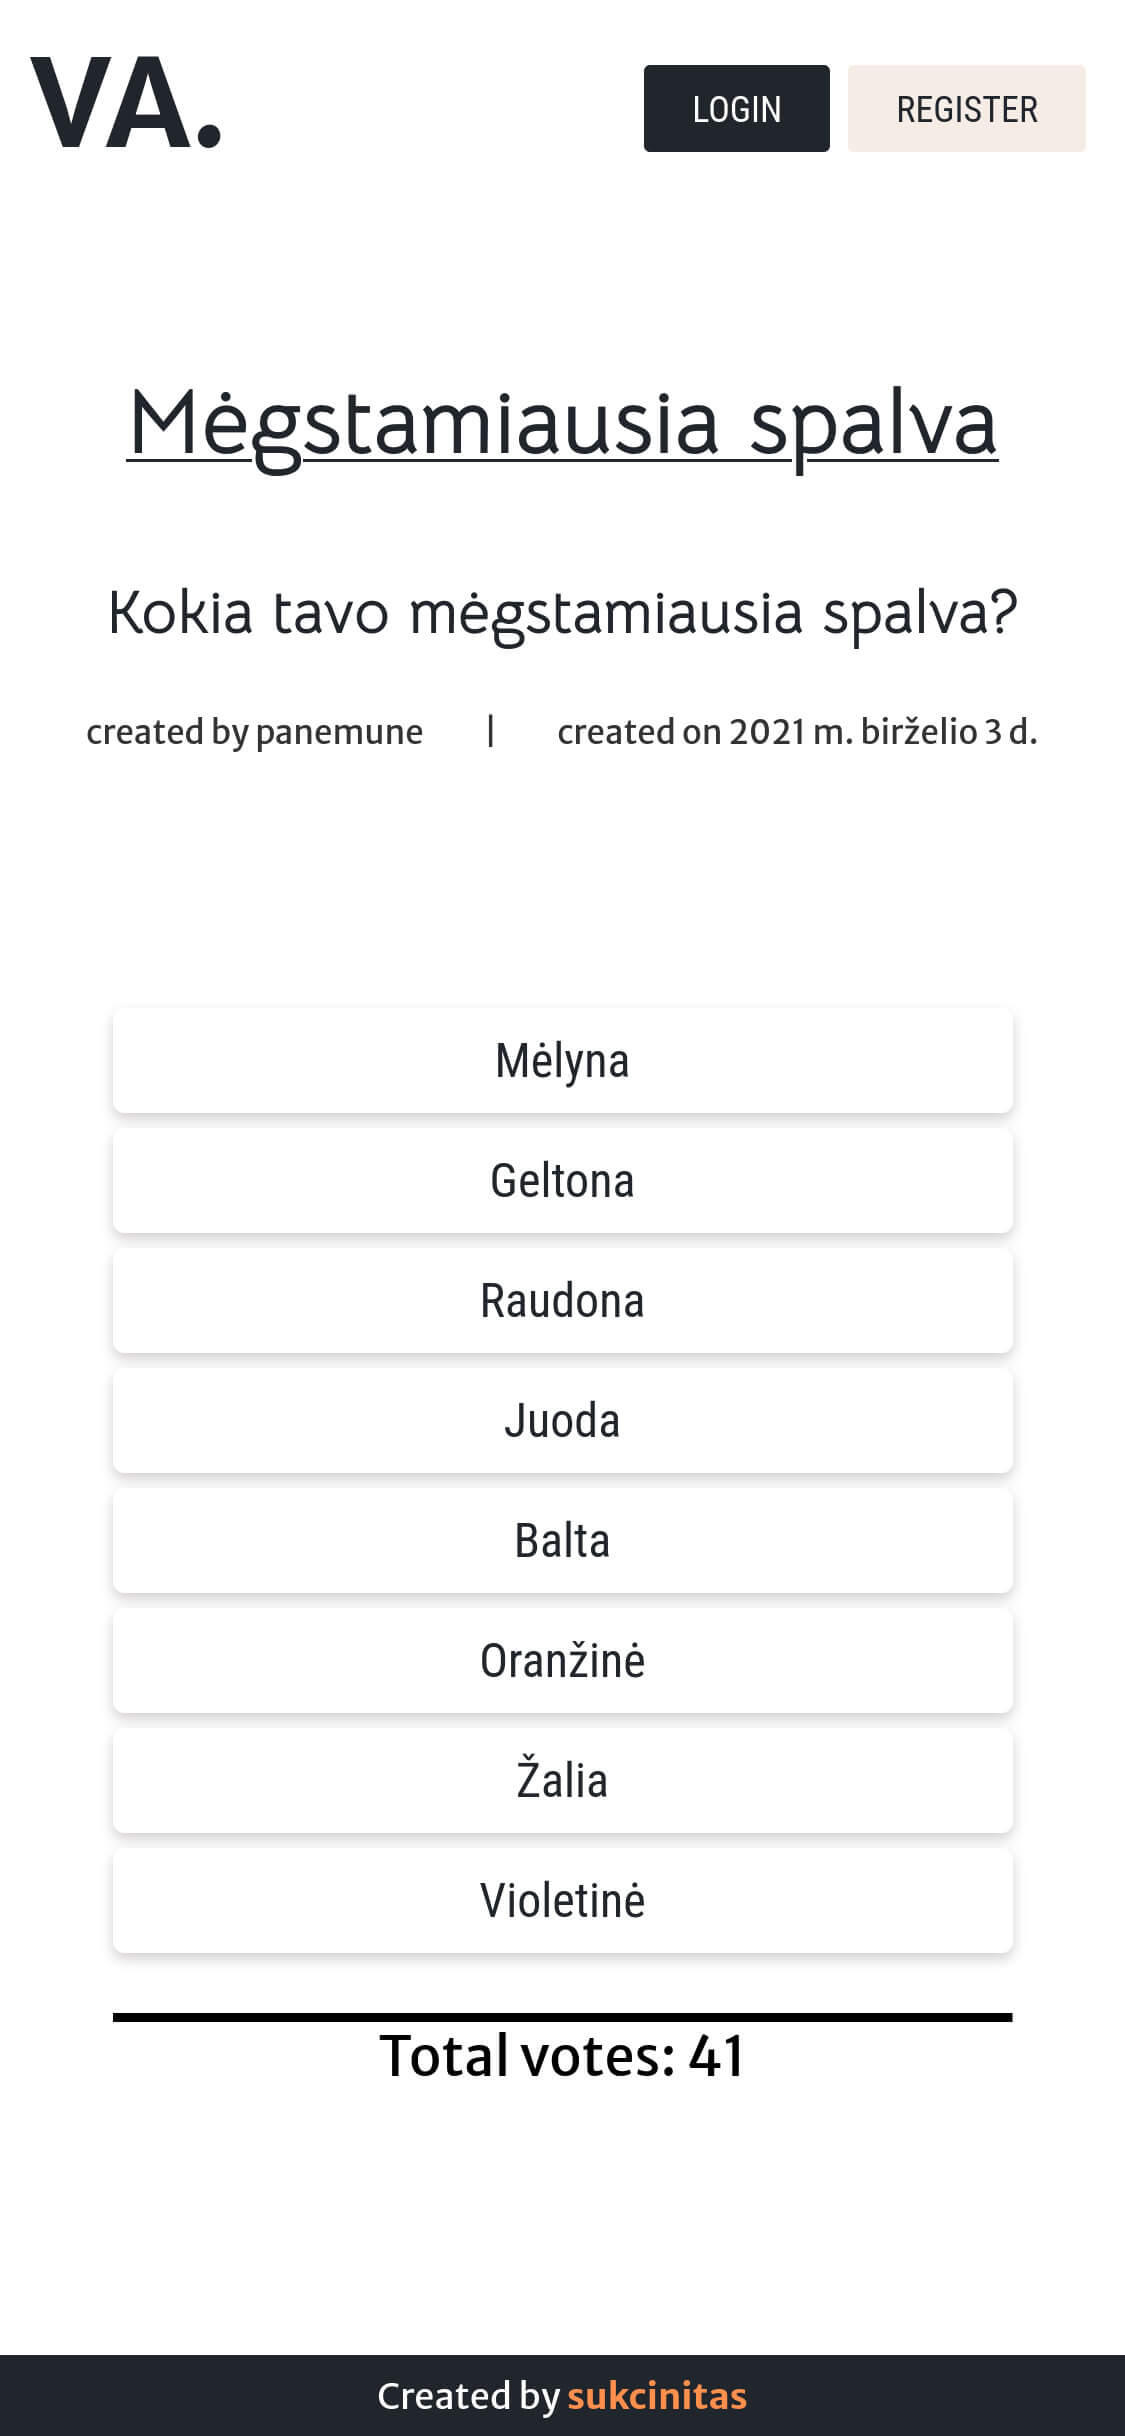 VA.
LOGIN REGISTER
Mėgstamiausia spalva
Kokia tavo mėgstamiausia spalva?
created by panemune | created on 2021 m. birželio 3 d.
Mėlyna
Geltona
Raudona
Juoda
Balta
Oranžinė
Žalia
Violetinė
Total votes: 41
Created by sukcinitas